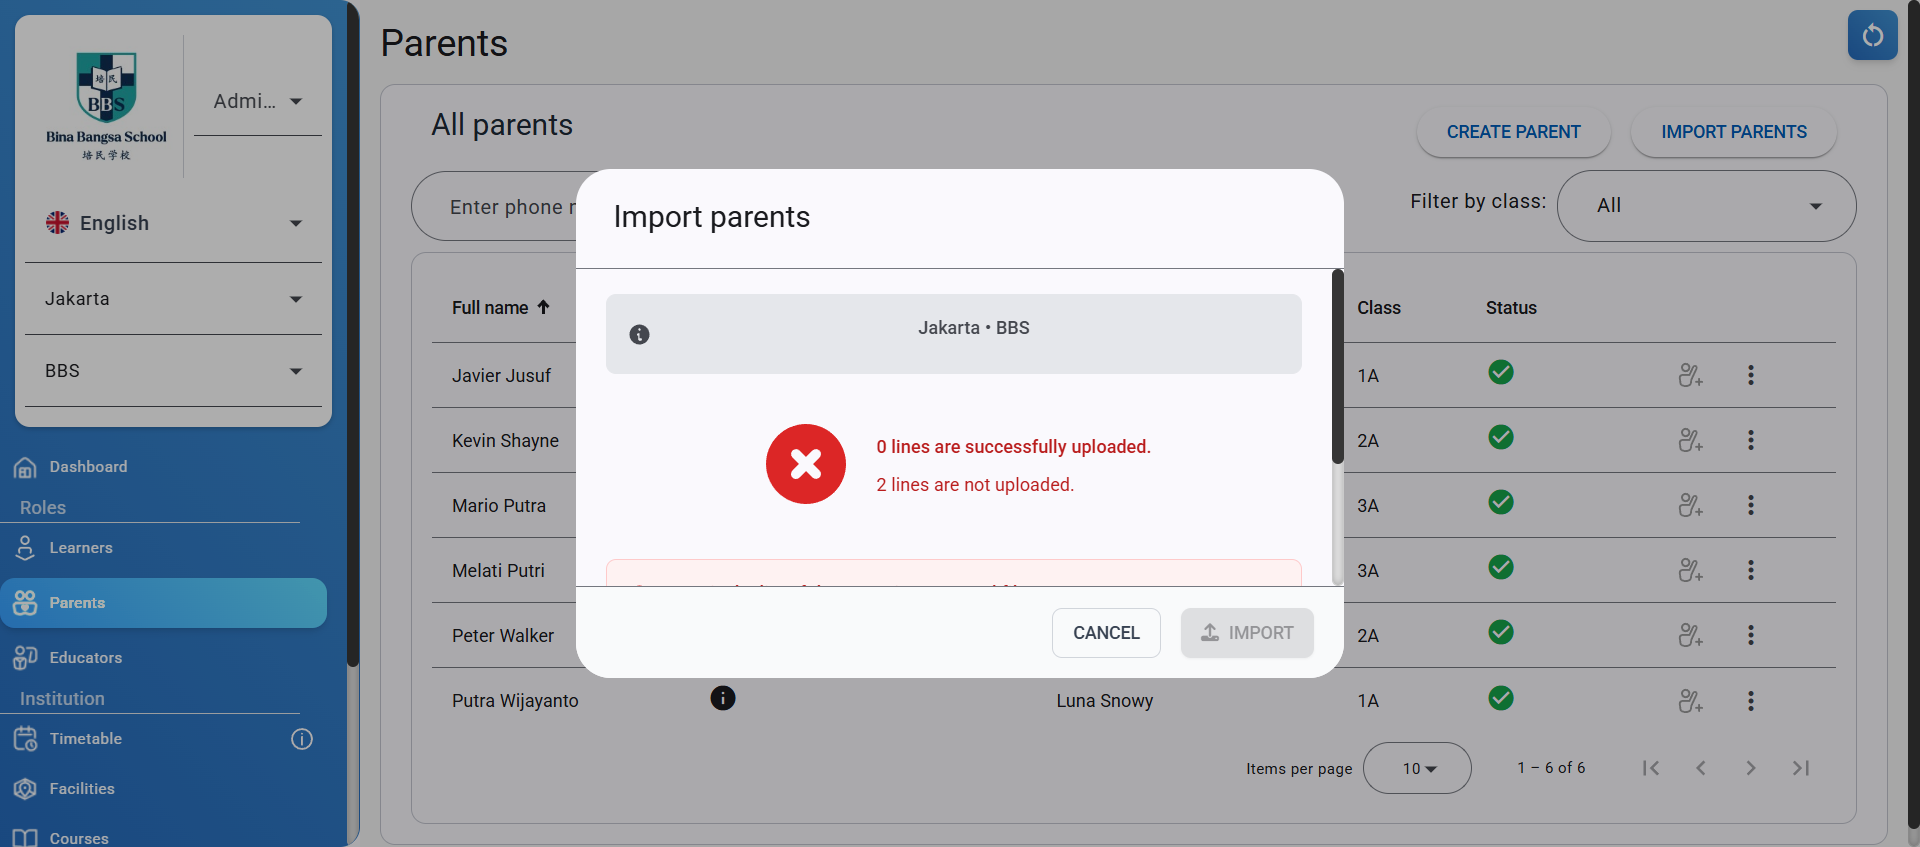 培民
BBS
Bina Bangsa School
培民学校
Admi...
English
Jakarta
BBS
Dashboard
Roles
Learners
Parents
Educators
Institution
Timetable
Facilities
Courses
Parents
All parents
CREATE PARENT
IMPORT PARENTS
Enter phone
Filter by class:
All
Full name
Class
Status
Javier Jusuf
1A
Kevin Shayne
2A
Mario Putra
3A
Melati Putri
3A
Peter Walker
2A
Putra Wijayanto
Luna Snowy
1A
Items per page
10
1 – 6 of 6
Import parents
Jakarta • BBS
0 lines are successfully uploaded.
2 lines are not uploaded.
CANCEL
IMPORT